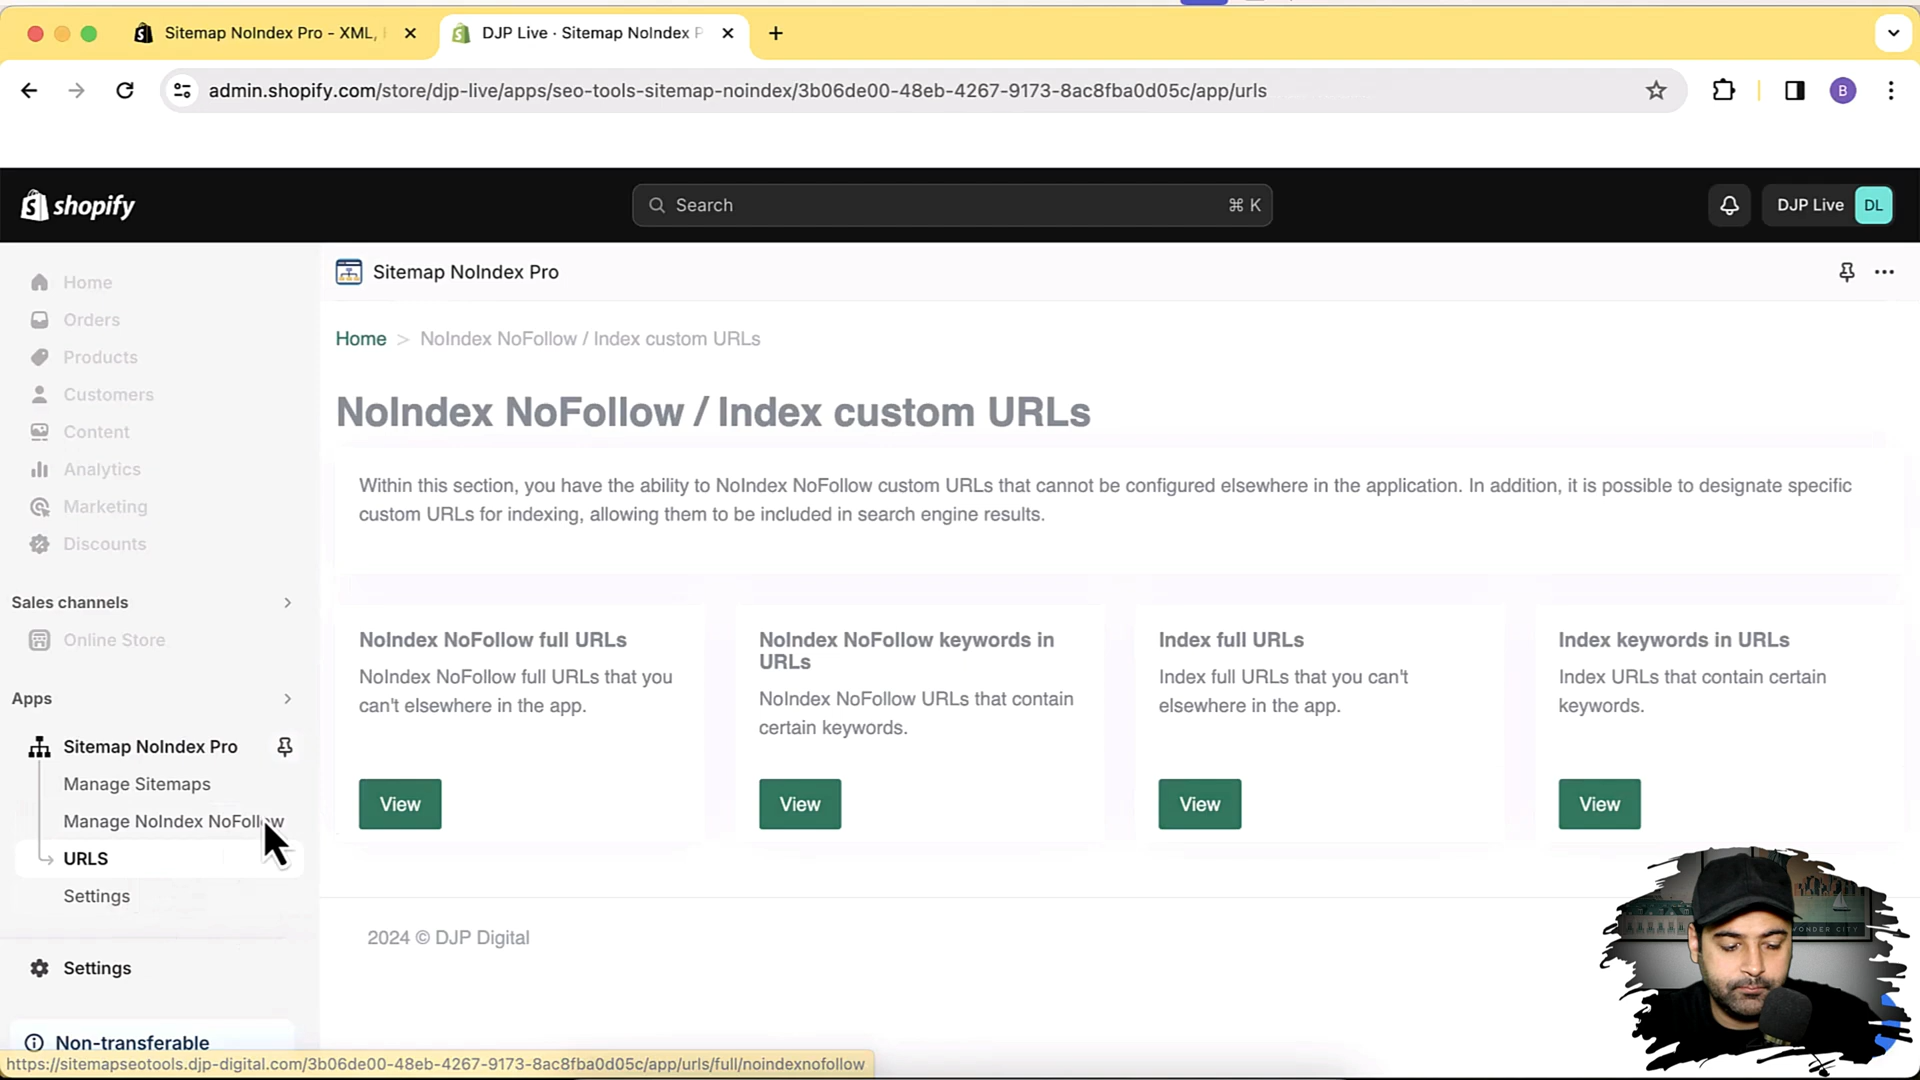 Sitemap NoIndex Pro - XML,
DJP Live · Sitemap NoIndex P
admin.shopify.com/store/djp-live/apps/seo-tools-sitemap-noindex/3b06de00-48eb-4267-9173-8ac8fba0d05c/app/urls
B
shopify
Search
⌘ K
DJP Live
DL
Home
Orders
Products
Customers
Content
Analytics
Marketing
Discounts
Sales channels
Online Store
Apps
Sitemap NoIndex Pro
Manage Sitemaps
Manage NoIndex NoFollow
URLS
Settings
Settings
Non-transferable
Sitemap NoIndex Pro
Home > NoIndex NoFollow / Index custom URLs
NoIndex NoFollow / Index custom URLs
Within this section, you have the ability to NoIndex NoFollow custom URLs that cannot be configured elsewhere in the application. In addition, it is possible to designate specific
custom URLs for indexing, allowing them to be included in search engine results.
NoIndex NoFollow full URLs
NoIndex NoFollow full URLs that you
can't elsewhere in the app.
View
NoIndex NoFollow keywords in
URLs
NoIndex NoFollow URLs that contain
certain keywords.
View
Index full URLs
Index full URLs that you can't
elsewhere in the app.
View
Index keywords in URLs
Index URLs that contain certain
keywords.
View
2024 © DJP Digital
WONDER CITY
https://sitemapseotools.djp-digital.com/3b06de00-48eb-4267-9173-8ac8fba0d05c/app/urls/full/noindexnofollow